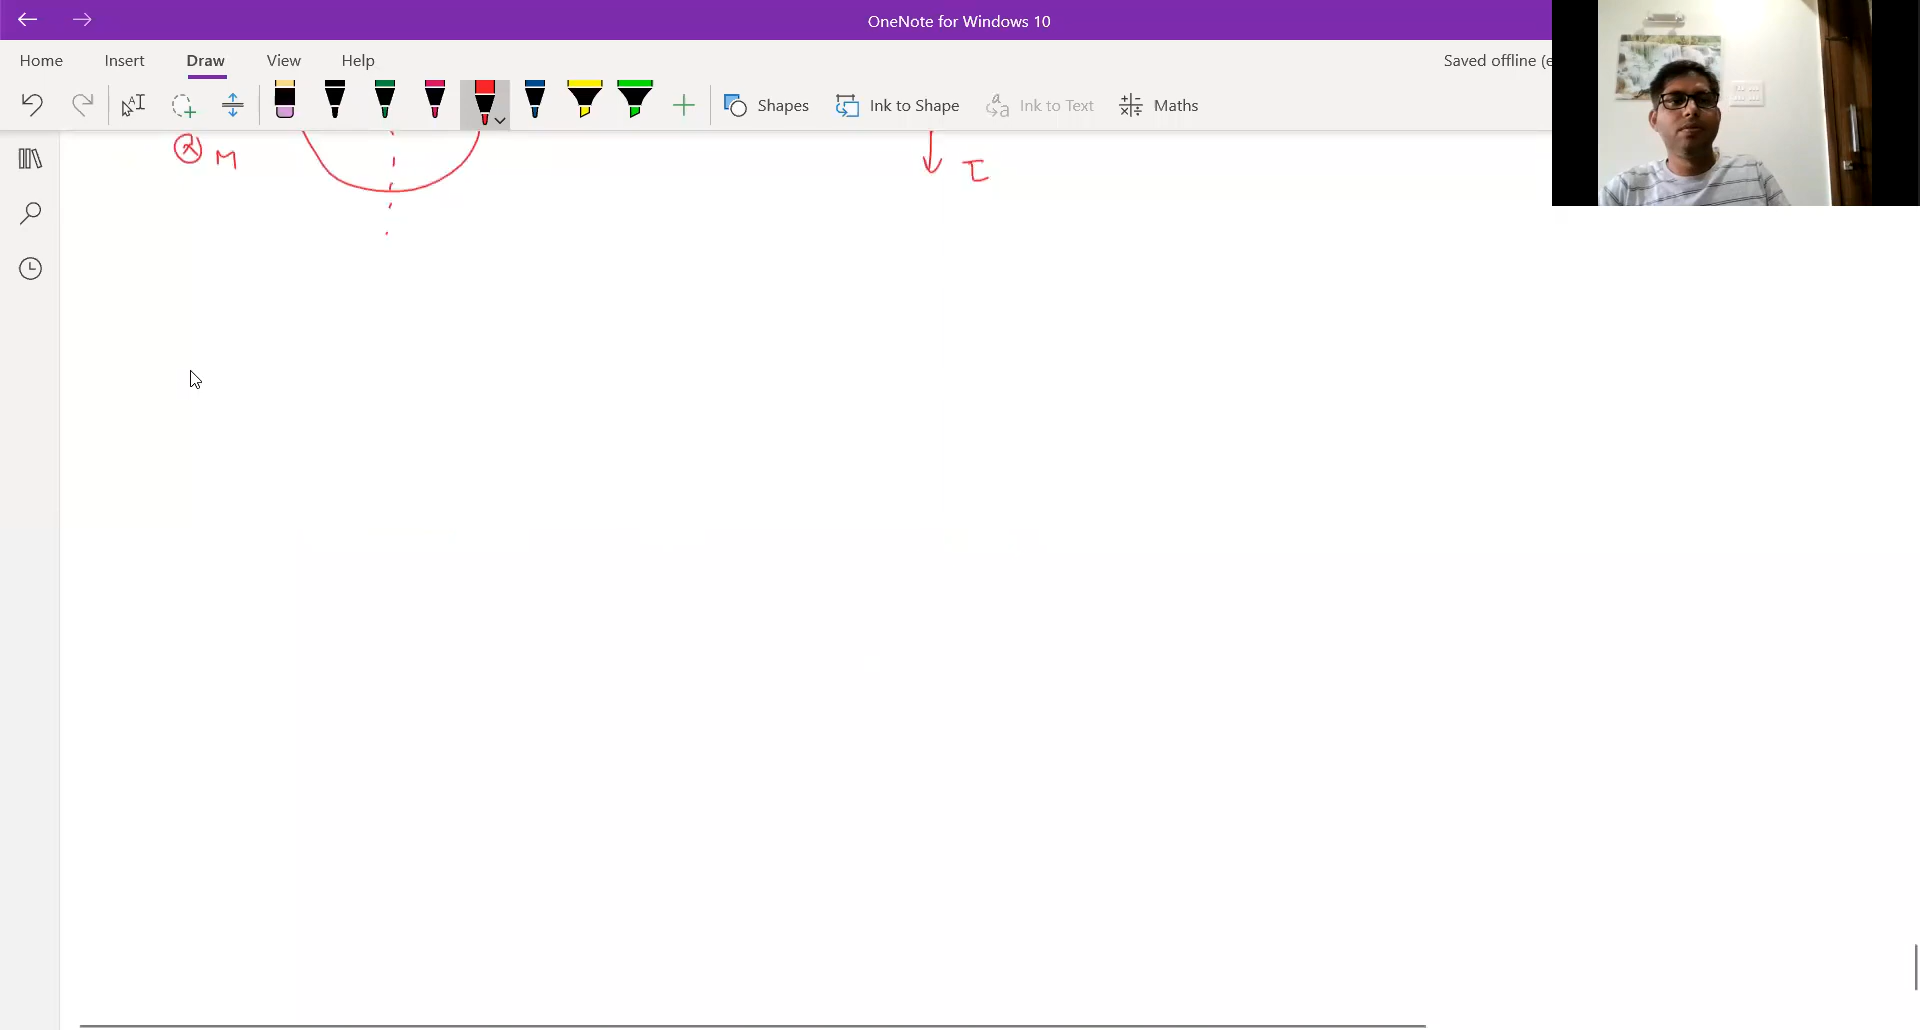 OneNote for Windows 10
Home Insert Draw View Help Saved offline (e
Shapes Ink to Shape Ink to Text Maths
M
I